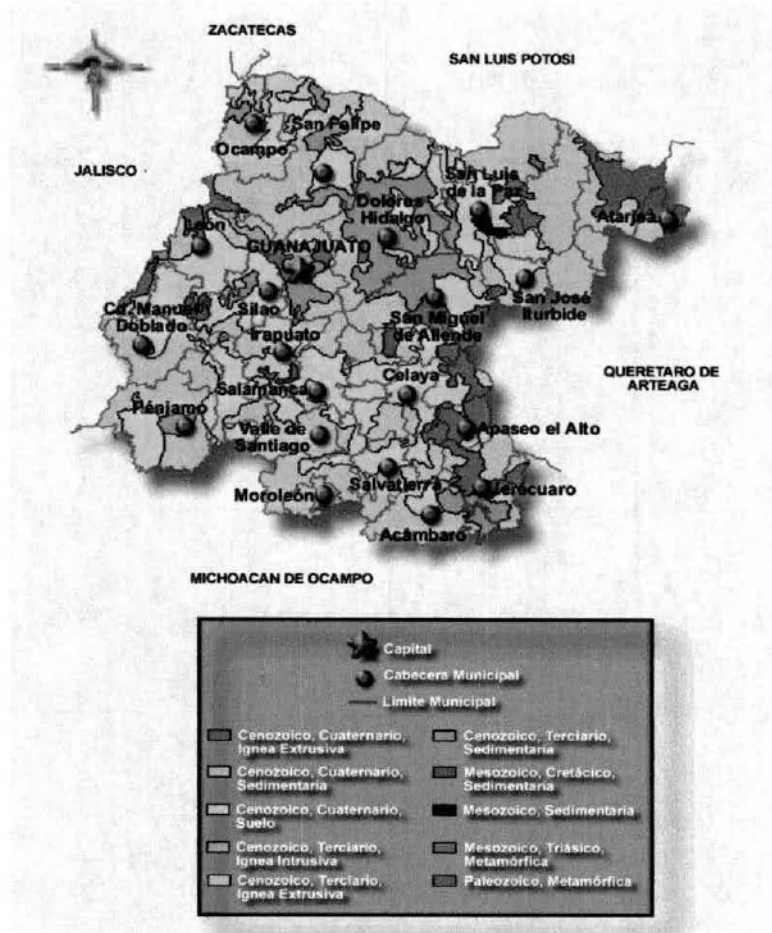 ZACATECAS
SAN LUIS POTOSI
San Felipe
Ocampo
JALISCO
San Luis
de la Paz
Dolores
Hidalgo
Atarjea
León
GUANAJUATO
San José
Iturbide
Cd. Manuel
Doblado
Silao
San Miguel
de Allende
Irapuato
QUERETARO DE
ARTEAGA
Celaya
Salamanca
Pénjamo
Valle de
Santiago
Apaseo el Alto
Salvatierra
Moroleón
Jerécuaro
Acámbaro
MICHOACAN DE OCAMPO
Capital
Cabecera Municipal
Límite Municipal
Cenozoico, Cuaternario,
Ignea Extrusiva
Cenozoico, Cuaternario,
Sedimentaria
Cenozoico, Cuaternario,
Suelo
Cenozoico, Terciario,
Ignea Intrusiva
Cenozoico, Terciario,
Ignea Extrusiva
Cenozoico, Terciario,
Sedimentaria
Mesozoico, Cretácico,
Sedimentaria
Mesozoico, Sedimentaria
Mesozoico, Triásico,
Metamórfica
Paleozoico, Metamórfica